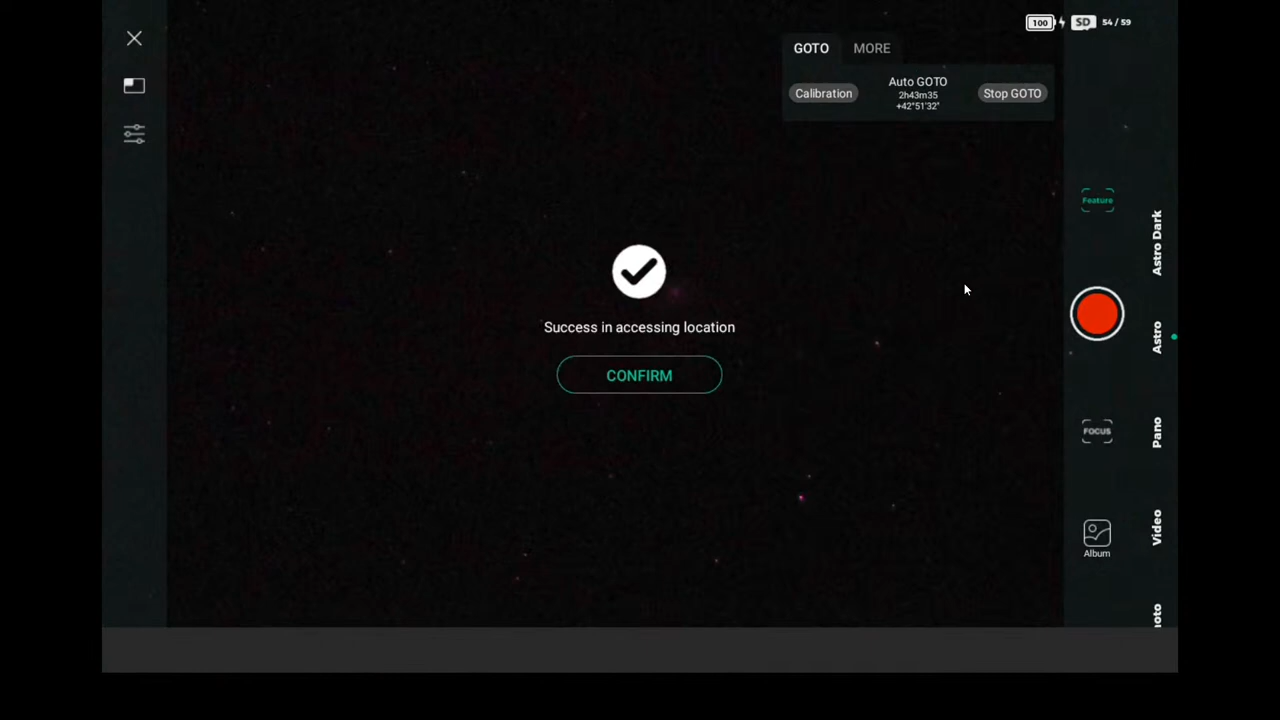 100 SD 54 / 59
GOTO MORE
Calibration
Auto GOTO
2h43m35
+42°51'32"
Stop GOTO
Feature
Astro Dark
Success in accessing location
Astro
CONFIRM
FOCUS
Pano
Video
Album
oto